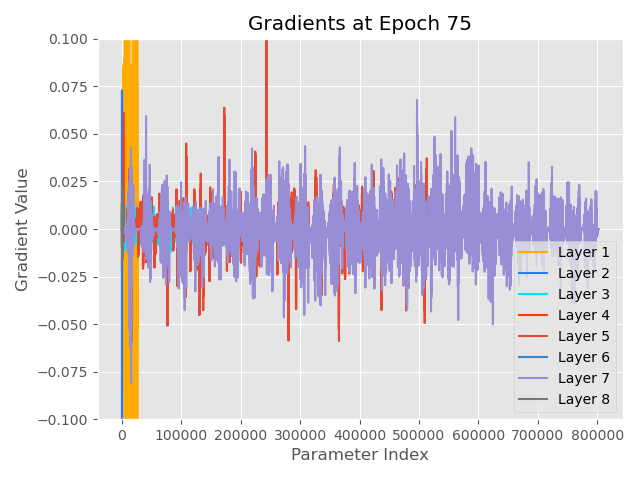 Gradients at Epoch 75
Gradient Value
0.100
0.075
0.050
0.025
0.000
−0.025
−0.050
−0.075
−0.100
0 100000 200000 300000 400000 500000 600000 700000 800000
Parameter Index
Layer 1
Layer 2
Layer 3
Layer 4
Layer 5
Layer 6
Layer 7
Layer 8